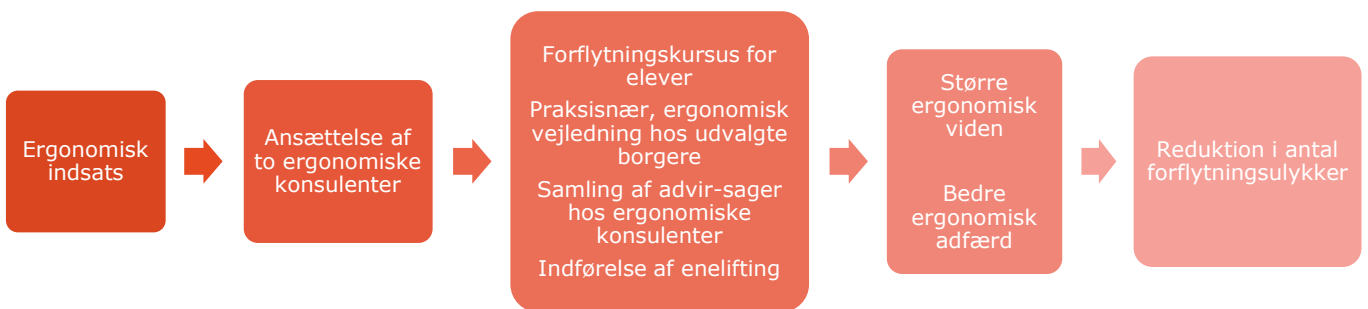 Ergonomisk
indsats
Ansættelse af
to ergonomiske
konsulenter
Forflytningskursus for
elever
Praksisnær, ergonomisk
vejledning hos udvalgte
borgere
Samling af advir-sager
hos ergonomiske
konsulenter
Indførelse af enelifting
Større
ergonomisk
viden
Bedre
ergonomisk
adfærd
Reduktion i antal
forflytningsulykker